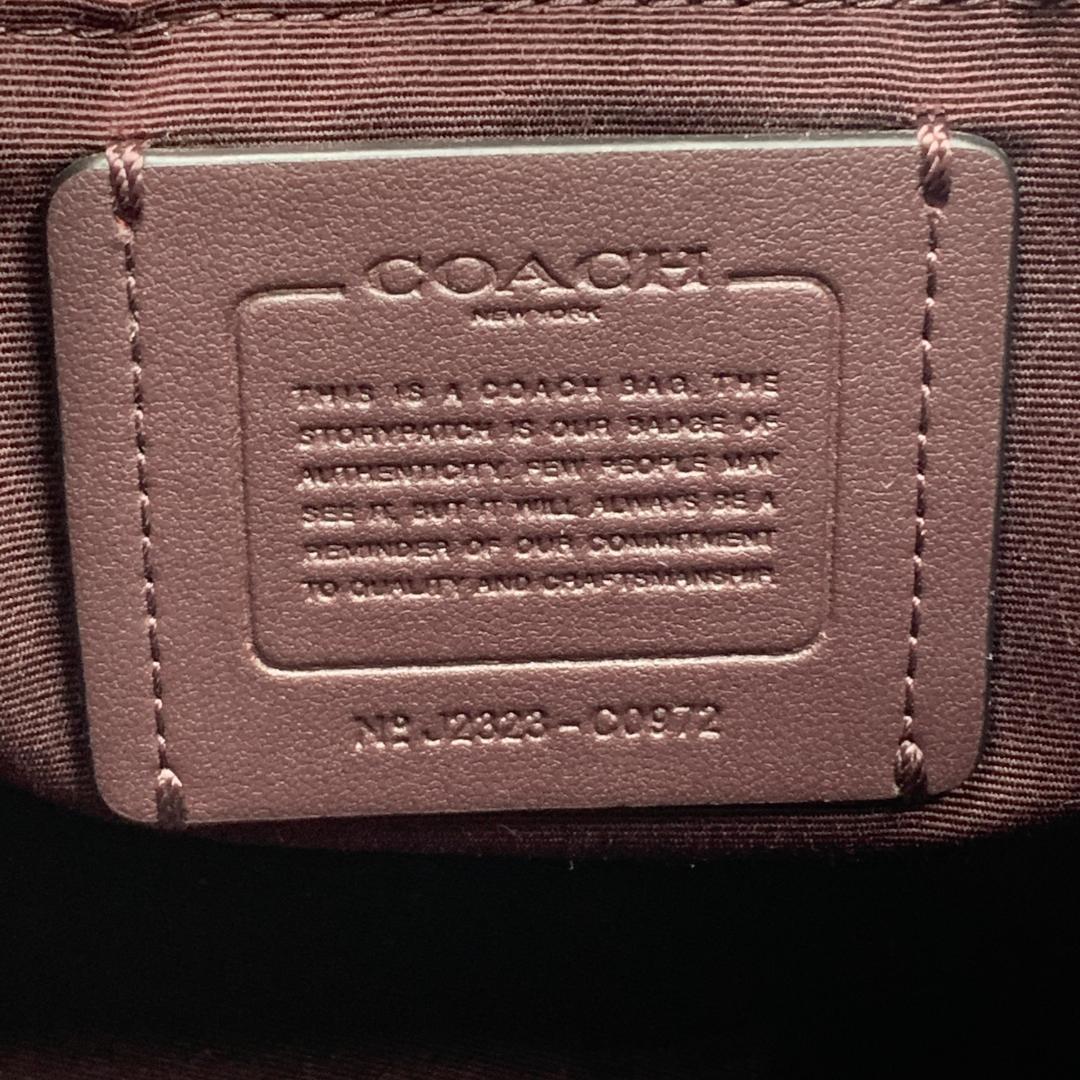 COACH
NEW YORK
THIS IS A COACH BAG. THE
STORYPATCH IS OUR BADGE OF
AUTHENTICITY. FEW PEOPLE MAY
SEE IT, BUT IT WILL ALWAYS BE A
REMINDER OF OUR COMMITMENT
TO QUALITY AND CRAFTSMANSHIP.
Nº J2323-C0972